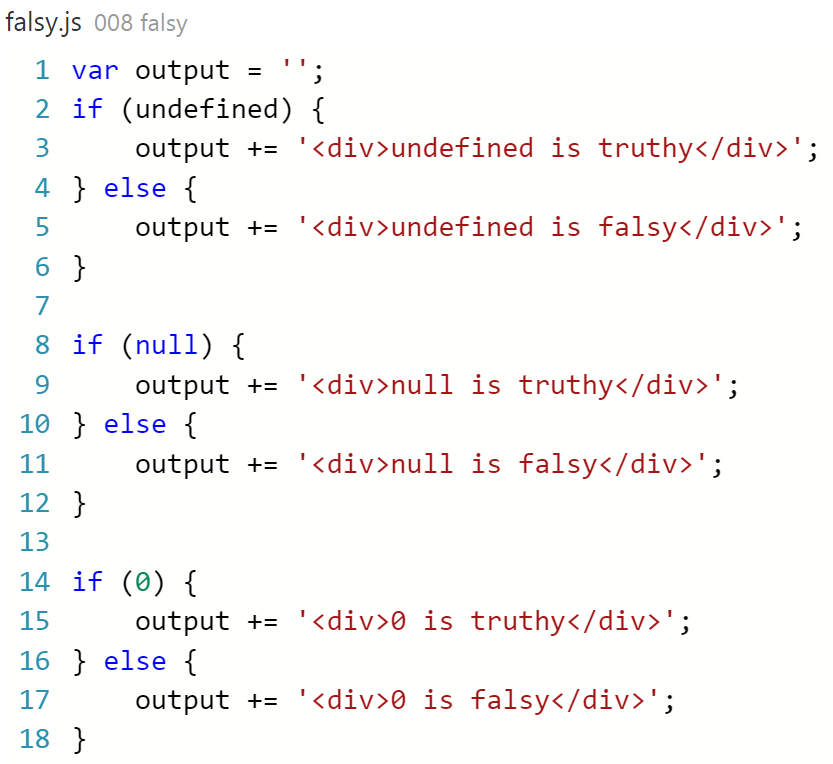 falsy.js 008 falsy
1 var output = '';
2 if (undefined) {
3     output += '<div>undefined is truthy</div>';
4 } else {
5     output += '<div>undefined is falsy</div>';
6 }
7
8 if (null) {
9     output += '<div>null is truthy</div>';
10 } else {
11     output += '<div>null is falsy</div>';
12 }
13
14 if (0) {
15     output += '<div>0 is truthy</div>';
16 } else {
17     output += '<div>0 is falsy</div>';
18 }